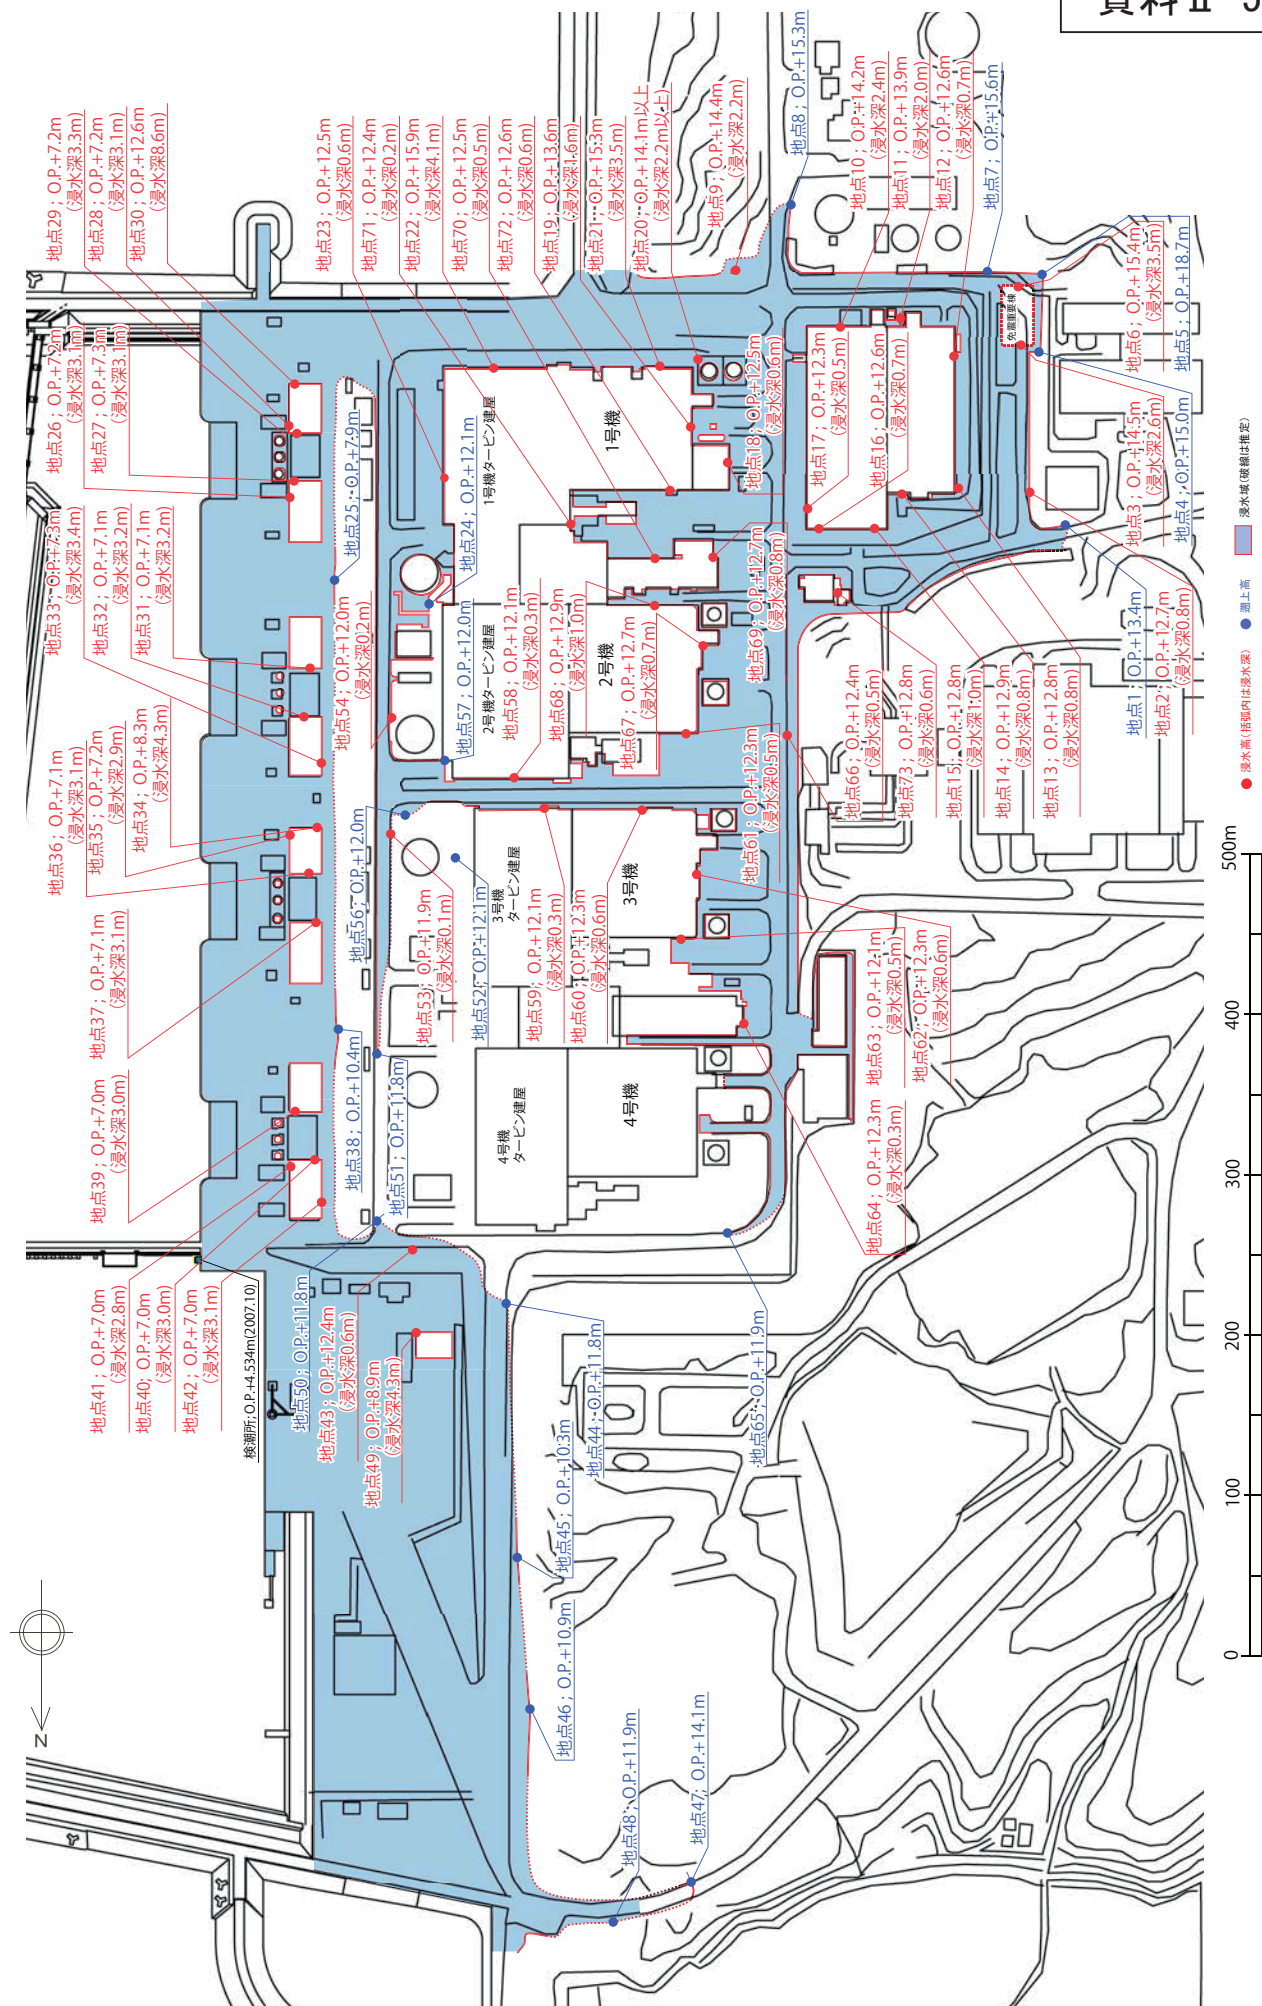 資料Ⅱ
地点29；O.P.+7.2m
（浸水深3.3m）
地点28；O.P.+7.2m
（浸水深3.1m）
地点30；O.P.+12.6m
（浸水深8.6m）
地点26；O.P.+7.2m
（浸水深3.1m）
地点27；O.P.+7.3m
（浸水深3.1m）
地点33；O.P.+7.3m
（浸水深3.4m）
地点32；O.P.+7.1m
（浸水深3.2m）
地点31；O.P.+7.1m
（浸水深3.2m）
地点36；O.P.+7.1m
（浸水深3.1m）
地点35；O.P.+7.2m
（浸水深2.9m）
地点34；O.P.+8.3m
（浸水深4.3m）
地点37；O.P.+7.1m
（浸水深3.1m）
地点39；O.P.+7.0m
（浸水深3.0m）
地点41；O.P.+7.0m
（浸水深2.8m）
地点40；O.P.+7.0m
（浸水深3.0m）
地点42；O.P.+7.0m
（浸水深3.1m）
検潮所；O.P.+4.534m(2007.10)
地点50；O.P.+11.8m
地点43；O.P.+12.4m
（浸水深0.6m）
地点49；O.P.+8.9m
（浸水深4.3m）
地点23；O.P.+12.5m
（浸水深0.6m）
地点71；O.P.+12.4m
（浸水深0.2m）
地点22；O.P.+15.9m
（浸水深4.1m）
地点70；O.P.+12.5m
（浸水深0.5m）
地点72；O.P.+12.6m
（浸水深0.6m）
地点19；O.P.+13.6m
（浸水深1.6m）
地点21；O.P.+15.3m
（浸水深3.5m）
地点20；O.P.+14.1m以上
（浸水深2.2m以上）
地点9；O.P.+14.4m
（浸水深2.2m）
地点8；O.P.+15.3m
地点10；O.P.+14.2m
（浸水深2.4m）
地点11；O.P.+13.9m
（浸水深2.0m）
地点12；O.P.+12.6m
（浸水深0.7m）
地点7；O.P.+15.6m
免震重要棟
地点6；O.P.+15.4m
（浸水深3.5m）
地点5；O.P.+18.7m
地点3；O.P.+14.5m
（浸水深2.6m）
地点4；O.P.+15.0m
地点1；O.P.+13.4m
地点2；O.P.+12.7m
（浸水深0.8m）
地点25；O.P.+7.9m
地点24；O.P.+12.1m
1号機タービン建屋
1号機
地点18；O.P.+12.5m
（浸水深0.6m）
地点17；O.P.+12.3m
（浸水深0.5m）
地点16；O.P.+12.6m
（浸水深0.7m）
地点54；O.P.+12.0m
（浸水深0.2m）
地点57；O.P.+12.0m
2号機タービン建屋
地点58；O.P.+12.1m
（浸水深0.3m）
地点68；O.P.+12.9m
（浸水深1.0m）
2号機
地点67；O.P.+12.7m
（浸水深0.7m）
地点69；O.P.+12.7m
（浸水深0.8m）
地点61；O.P.+12.3m
（浸水深0.5m）
地点66；O.P.+12.4m
（浸水深0.5m）
地点73；O.P.+12.8m
（浸水深0.6m）
地点15；O.P.+12.8m
（浸水深1.0m）
地点14；O.P.+12.9m
（浸水深0.8m）
地点13；O.P.+12.8m
（浸水深0.8m）
地点56；O.P.+12.0m
地点53；O.P.+11.9m
（浸水深0.1m）
地点52；O.P.+12.1m
3号機
タービン建屋
地点59；O.P.+12.1m
（浸水深0.3m）
地点60；O.P.+12.3m
（浸水深0.6m）
3号機
地点38；O.P.+10.4m
地点51；O.P.+11.8m
4号機
タービン建屋
4号機
地点63；O.P.+12.1m
（浸水深0.5m）
地点62；O.P.+12.3m
（浸水深0.6m）
地点64；O.P.+12.3m
（浸水深0.3m）
地点65；O.P.+11.9m
地点44；O.P.+11.8m
地点45；O.P.+10.3m
地点46；O.P.+10.9m
地点48；O.P.+11.9m
地点47；O.P.+14.1m
N
浸水高（括弧内は浸水深）
遡上高
浸水域（破線は推定）
0
100
200
300
400
500m